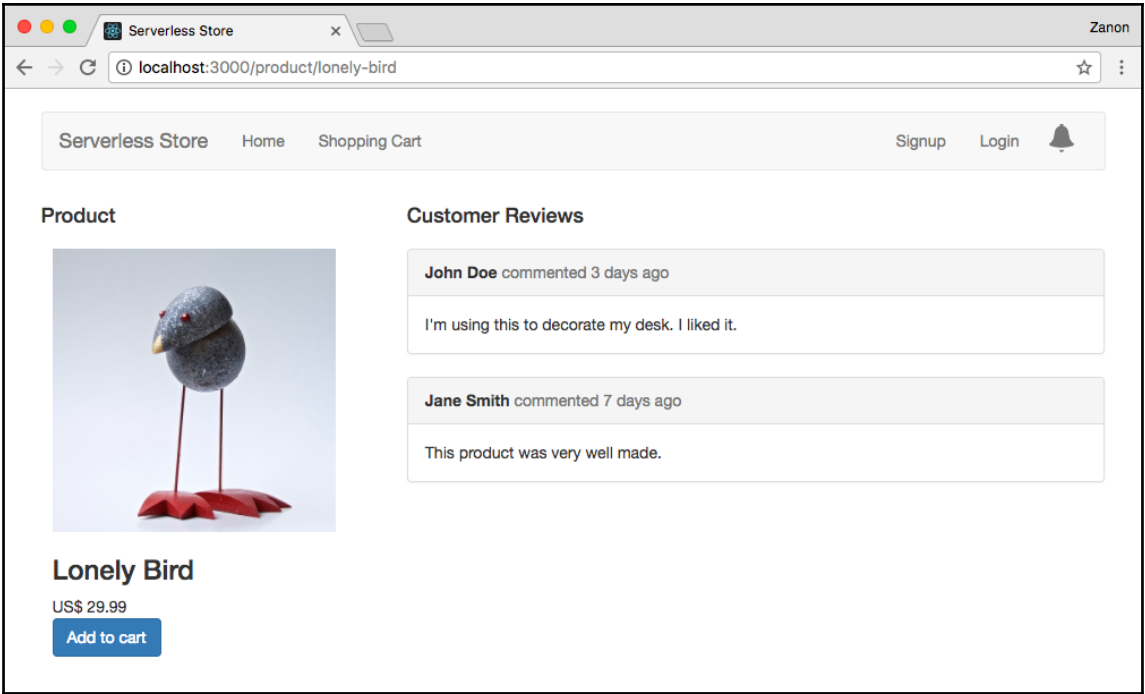 Serverless Store
Zanon
localhost:3000/product/lonely-bird
Serverless Store Home Shopping Cart Signup Login
Product
Customer Reviews
John Doe commented 3 days ago
I'm using this to decorate my desk. I liked it.
Jane Smith commented 7 days ago
This product was very well made.
Lonely Bird
US$ 29.99
Add to cart